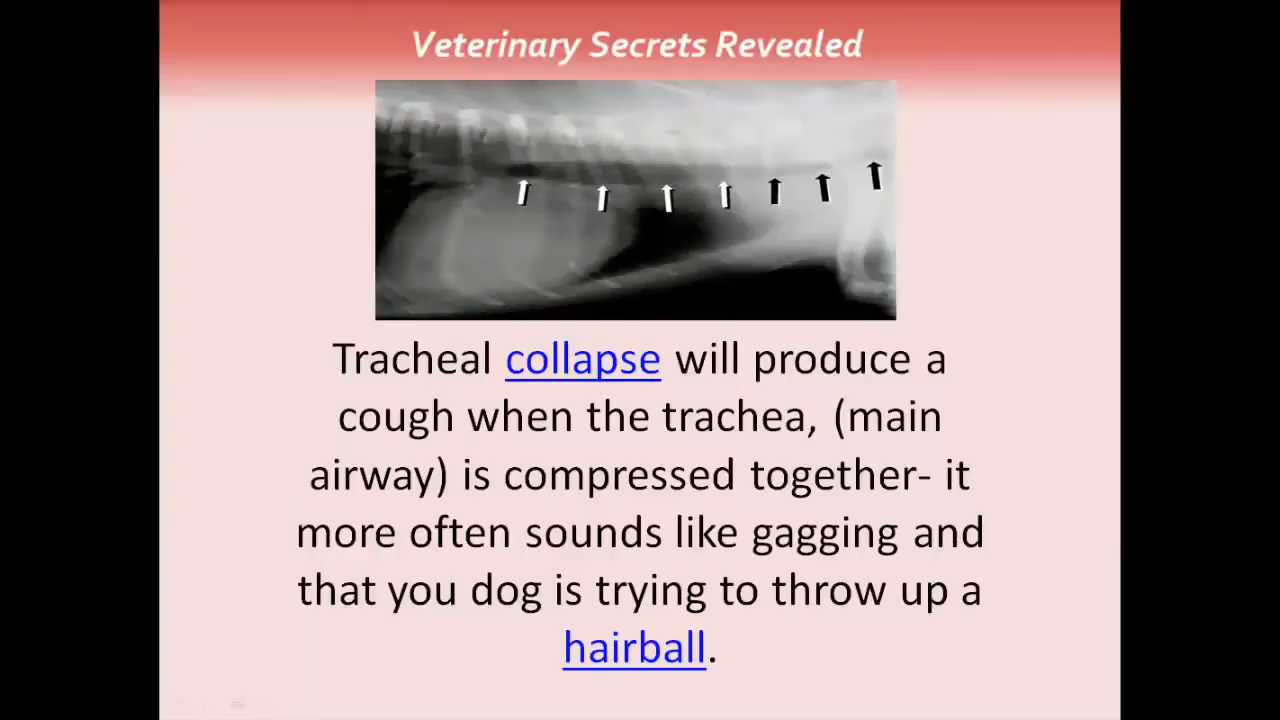 Veterinary Secrets Revealed
Tracheal collapse will produce a
cough when the trachea, (main
airway) is compressed together- it
more often sounds like gagging and
that you dog is trying to throw up a
hairball.